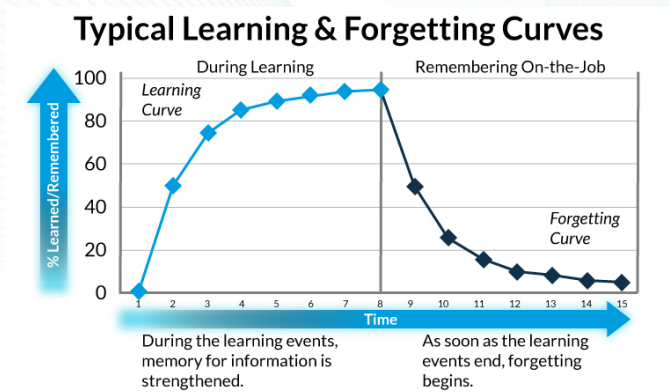 Typical Learning & Forgetting Curves
During Learning
Remembering On-the-Job
% Learned/Remembered
100
80
60
40
20
0
Learning
Curve
Forgetting
Curve
1 2 3 4 5 6 7 8 9 10 11 12 13 14 15
Time
During the learning events,
memory for information is
strengthened.
As soon as the learning
events end, forgetting
begins.